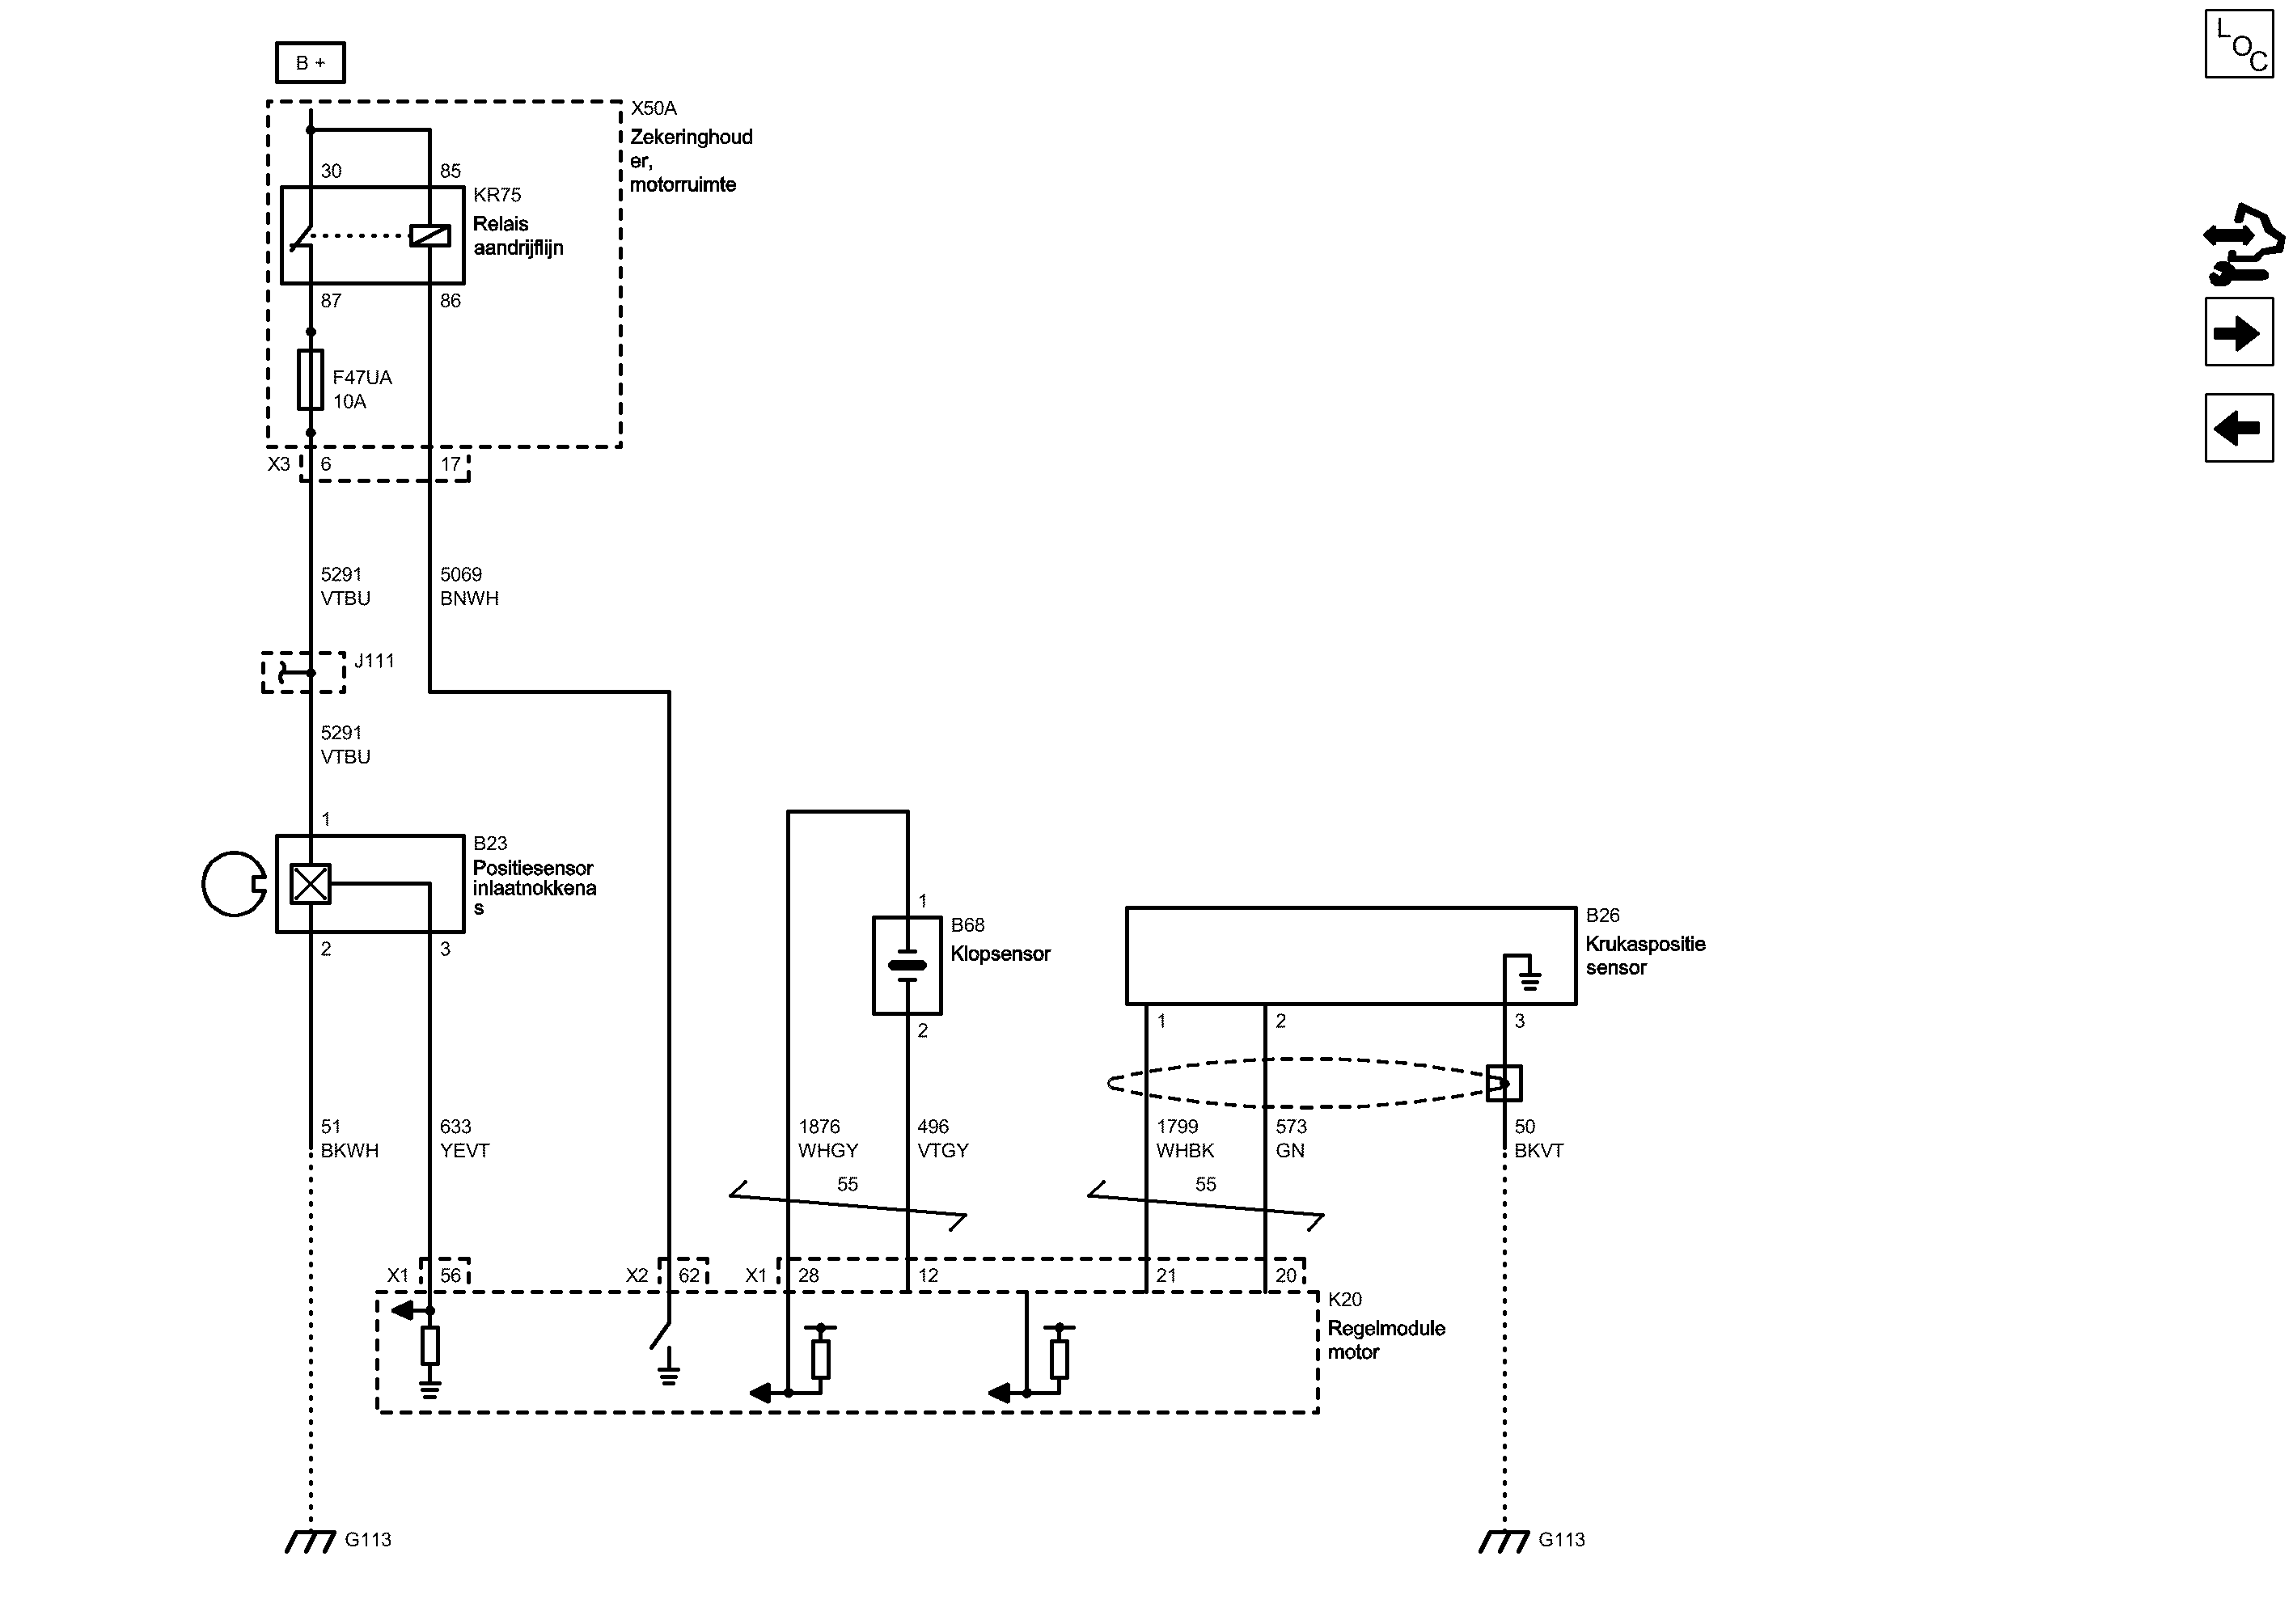 L
O
C
B +
X50A
Zekeringhoud
er,
motorruimte
30
85
KR75
Relais
aandrijflijn
87
86
F47UA
10A
X3
6
17
5291
VTBU
5069
BNWH
J111
5291
VTBU
1
B23
Positiesensor
inlaatnokkena
s
2
3
1
B68
Klopsensor
2
B26
Krukaspositie
sensor
1
2
3
51
BKWH
633
YEVT
1876
WHGY
496
VTGY
1799
WHBK
573
GN
50
BKVT
55
55
X1
56
X2
62
X1
28
12
21
20
K20
Regelmodule
motor
G113
G113